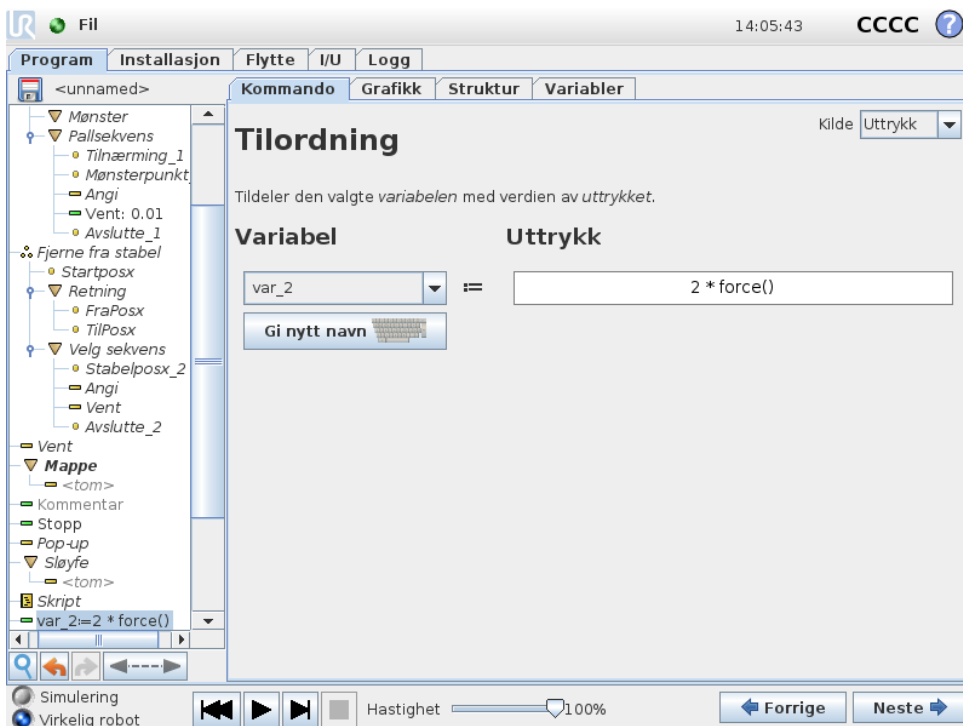 UR Fil 14:05:43 CCCC ?
Program Installasjon Flytte I/U Logg
<unnamed>
Kommando Grafikk Struktur Variabler
Mønster
Pallsekvens
Tilnærming_1
Mønsterpunkt_
Angi
Vent: 0.01
Avslutte_1
Fjerne fra stabel
Startposx
Retning
FraPosx
TilPosx
Velg sekvens
Stabelposx_2
Angi
Vent
Avslutte_2
Vent
Mappe
<tom>
Kommentar
Stopp
Pop-up
Sløyfe
<tom>
Skript
var_2:=2 * force()
Kilde Uttrykk
Tilordning
Tildeler den valgte variabelen med verdien av uttrykket.
Variabel Uttrykk
var_2 := 2 * force()
Gi nytt navn
Simulering
Virkelig robot
Hastighet 100%
Forrige Neste